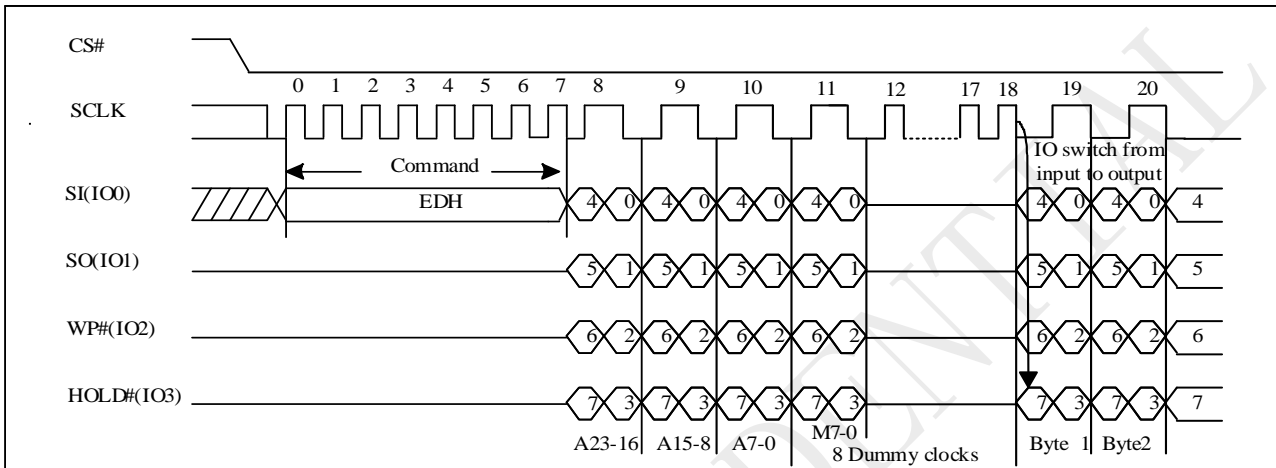 CS#
0 1 2 3 4 5 6 7 8 9 10 11 12 17 18 19 20
SCLK
IO switch from
input to output
Command
SI(IO0)
EDH
4 0 4 0 4 0 4 0 4 0 4 0 4
SO(IO1)
5 1 5 1 5 1 5 1 5 1 5 1 5
WP#(IO2)
6 2 6 2 6 2 6 2 6 2 6 2 6
HOLD#(IO3)
7 3 7 3 7 3 7 3 7 3 7 3 7
A23-16 A15-8 A7-0 M7-0
8 Dummy clocks
Byte 1 Byte2
DENTIAL